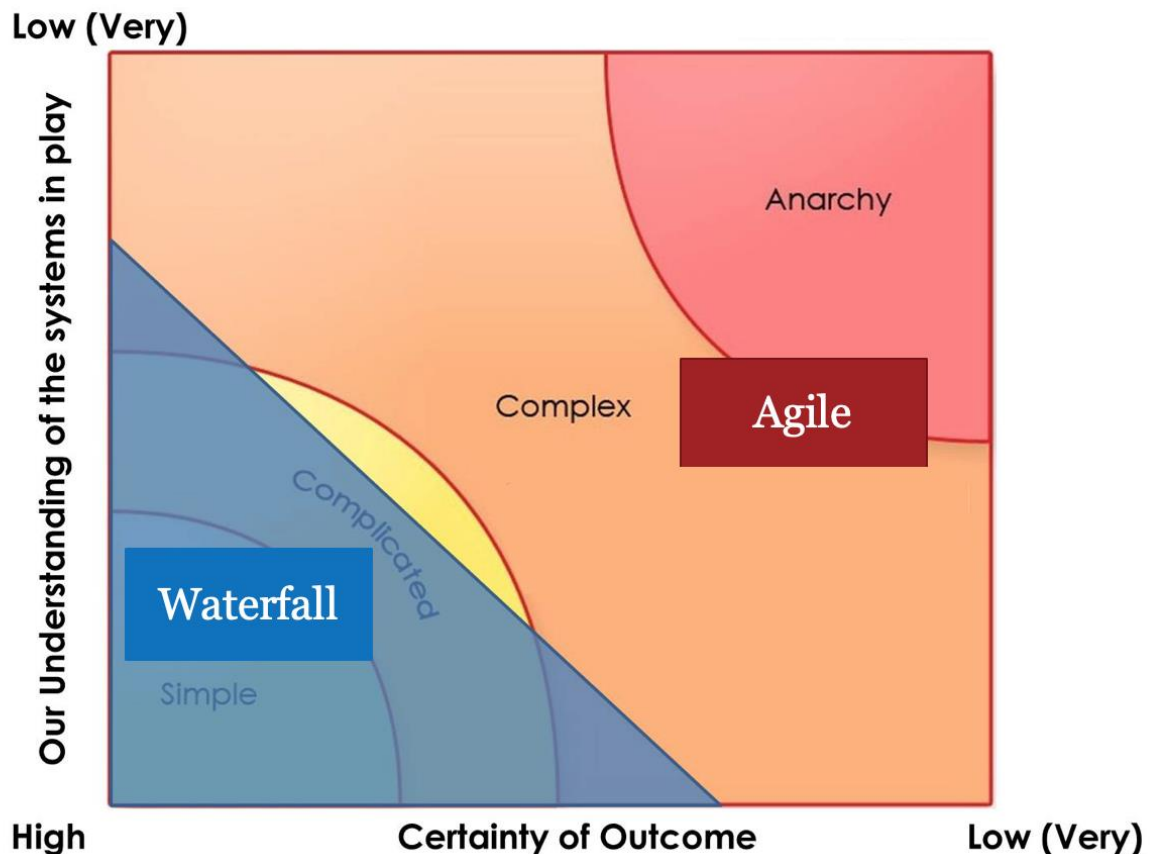 Low (Very)
Our Understanding of the systems in play
Anarchy
Complex
Agile
Complicated
Waterfall
Simple
High
Certainty of Outcome
Low (Very)